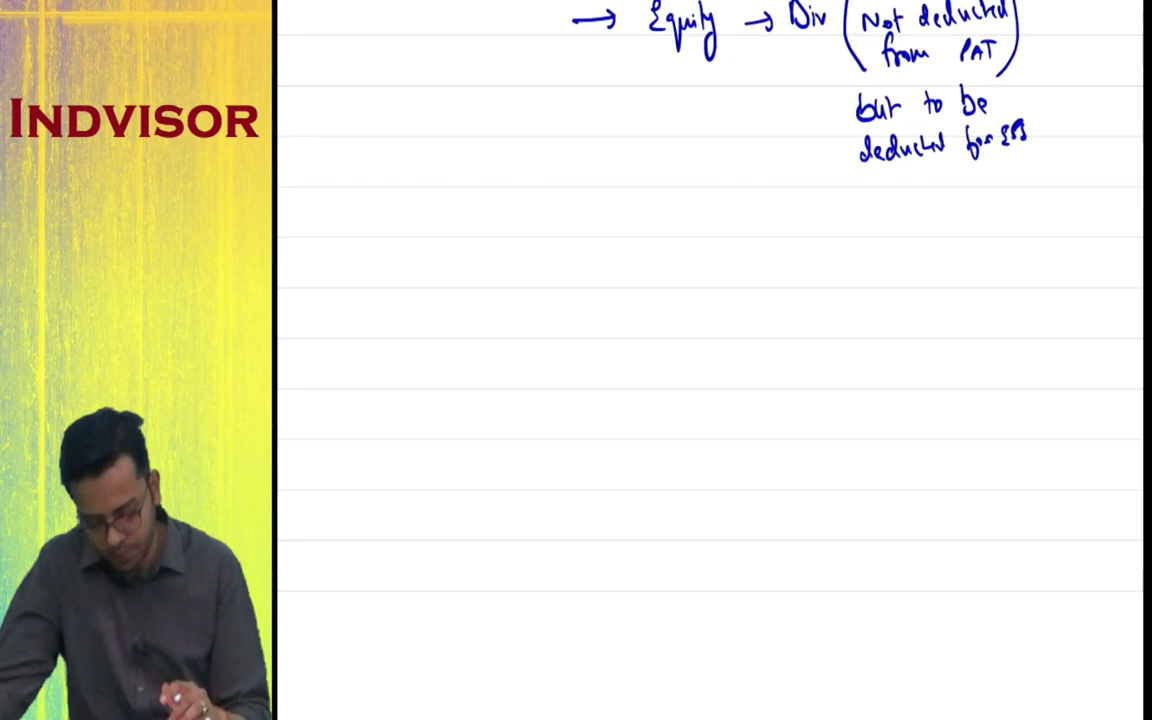 → Equity → Div (Not deducted
from PAT)
INDVISOR
but to be
deducted for EPS